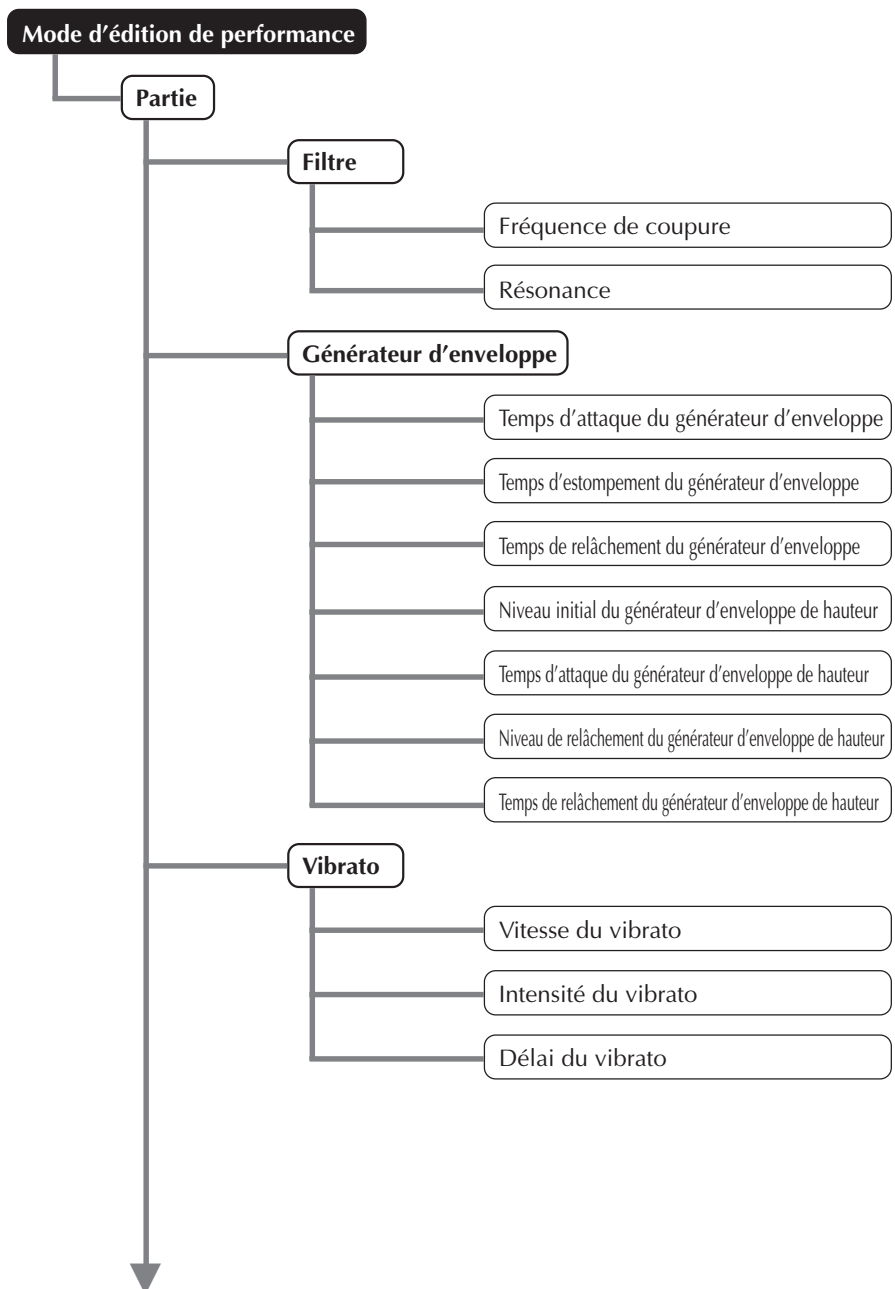 Mode d’édition de performance
Partie
Filtre
Fréquence de coupure
Résonance
Générateur d’enveloppe
Temps d’attaque du générateur d’enveloppe
Temps d’estompement du générateur d’enveloppe
Temps de relâchement du générateur d’enveloppe
Niveau initial du générateur d’enveloppe de hauteur
Temps d’attaque du générateur d’enveloppe de hauteur
Niveau de relâchement du générateur d’enveloppe de hauteur
Temps de relâchement du générateur d’enveloppe de hauteur
Vibrato
Vitesse du vibrato
Intensité du vibrato
Délai du vibrato